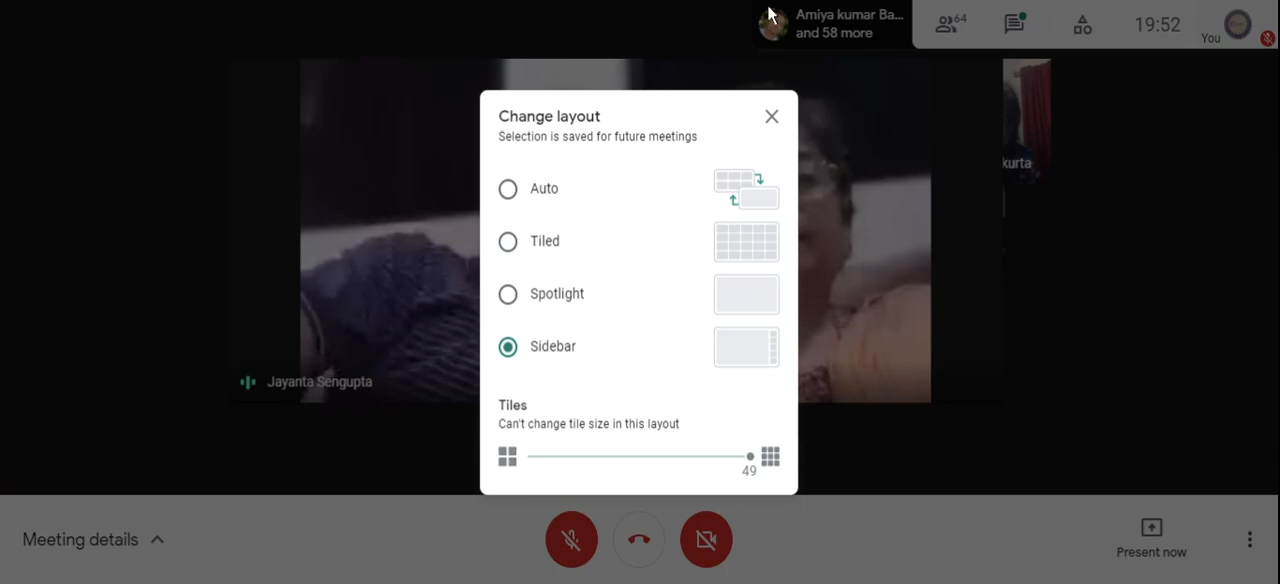 Amiya kumar Ba...
and 58 more
64
19:52
You
Change layout
Selection is saved for future meetings
Auto
kurta
Tiled
Spotlight
Sidebar
Jayanta Sengupta
Tiles
Can't change tile size in this layout
49
Meeting details
Present now